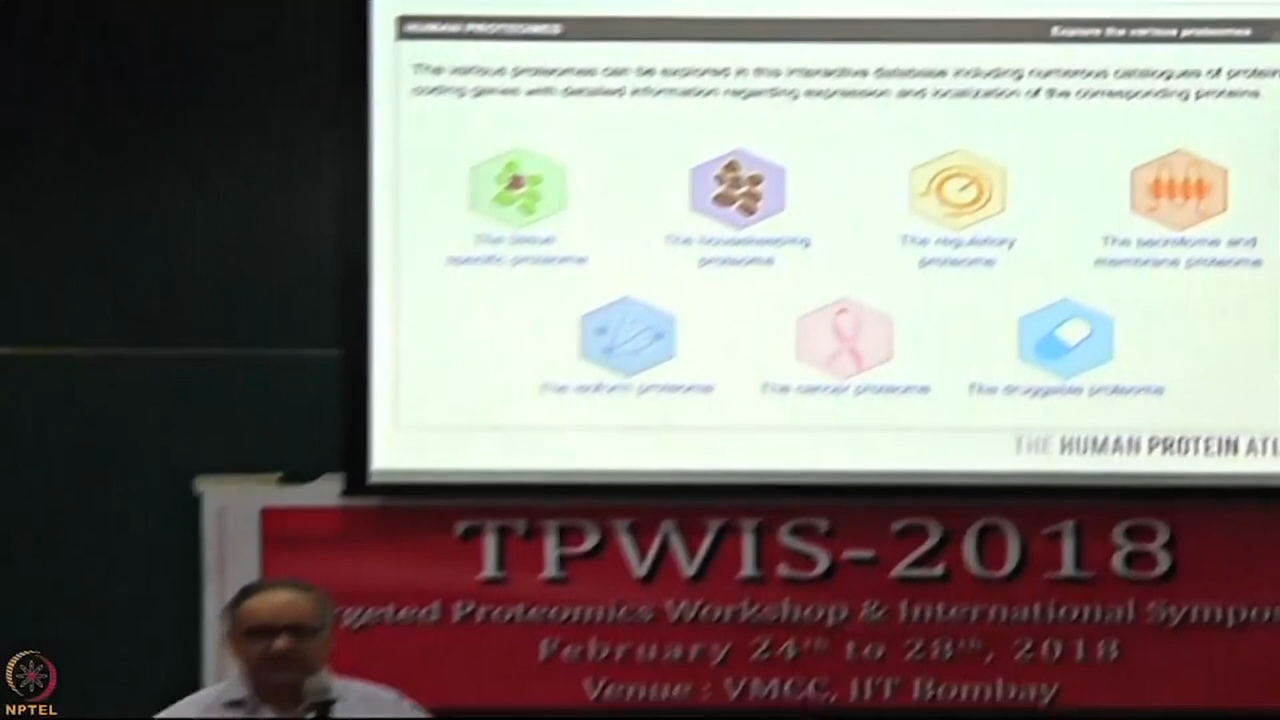 HUMAN PROTEOMES
Explore the various proteomes
The various proteomes can be explored in this interactive database including numerous catalogues of protein
coding genes with detailed information regarding expression and localization of the corresponding proteins.
The tissue
specific proteome
The housekeeping
proteome
The regulatory
proteome
The secretome and
membrane proteome
The isoform proteome
The cancer proteome
The druggable proteome
THE HUMAN PROTEIN ATL
TPWIS-2018
rgeted Proteomics Workshop & International Sympo
February 24th to 28th, 2018
Venue : VMCC, IIT Bombay
NPTEL